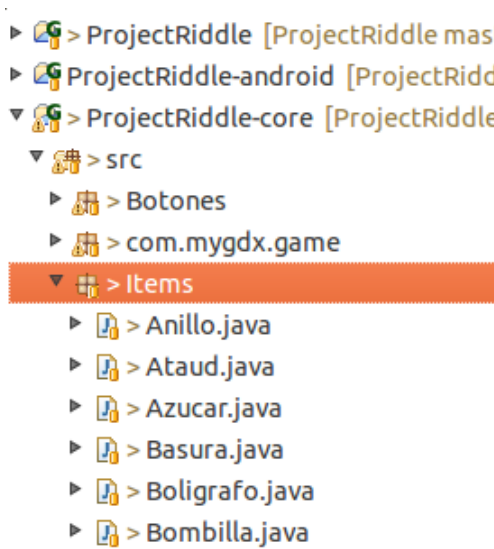 > ProjectRiddle [ProjectRiddle mas
ProjectRiddle-android [ProjectRidd
> ProjectRiddle-core [ProjectRiddle
> src
> Botones
> com.mygdx.game
> Items
> Anillo.java
> Ataud.java
> Azucar.java
> Basura.java
> Boligrafo.java
> Bombilla.java